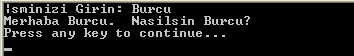 İsminizi Girin: Burcu
Merhaba Burcu.  Nasilsin Burcu?
Press any key to continue...